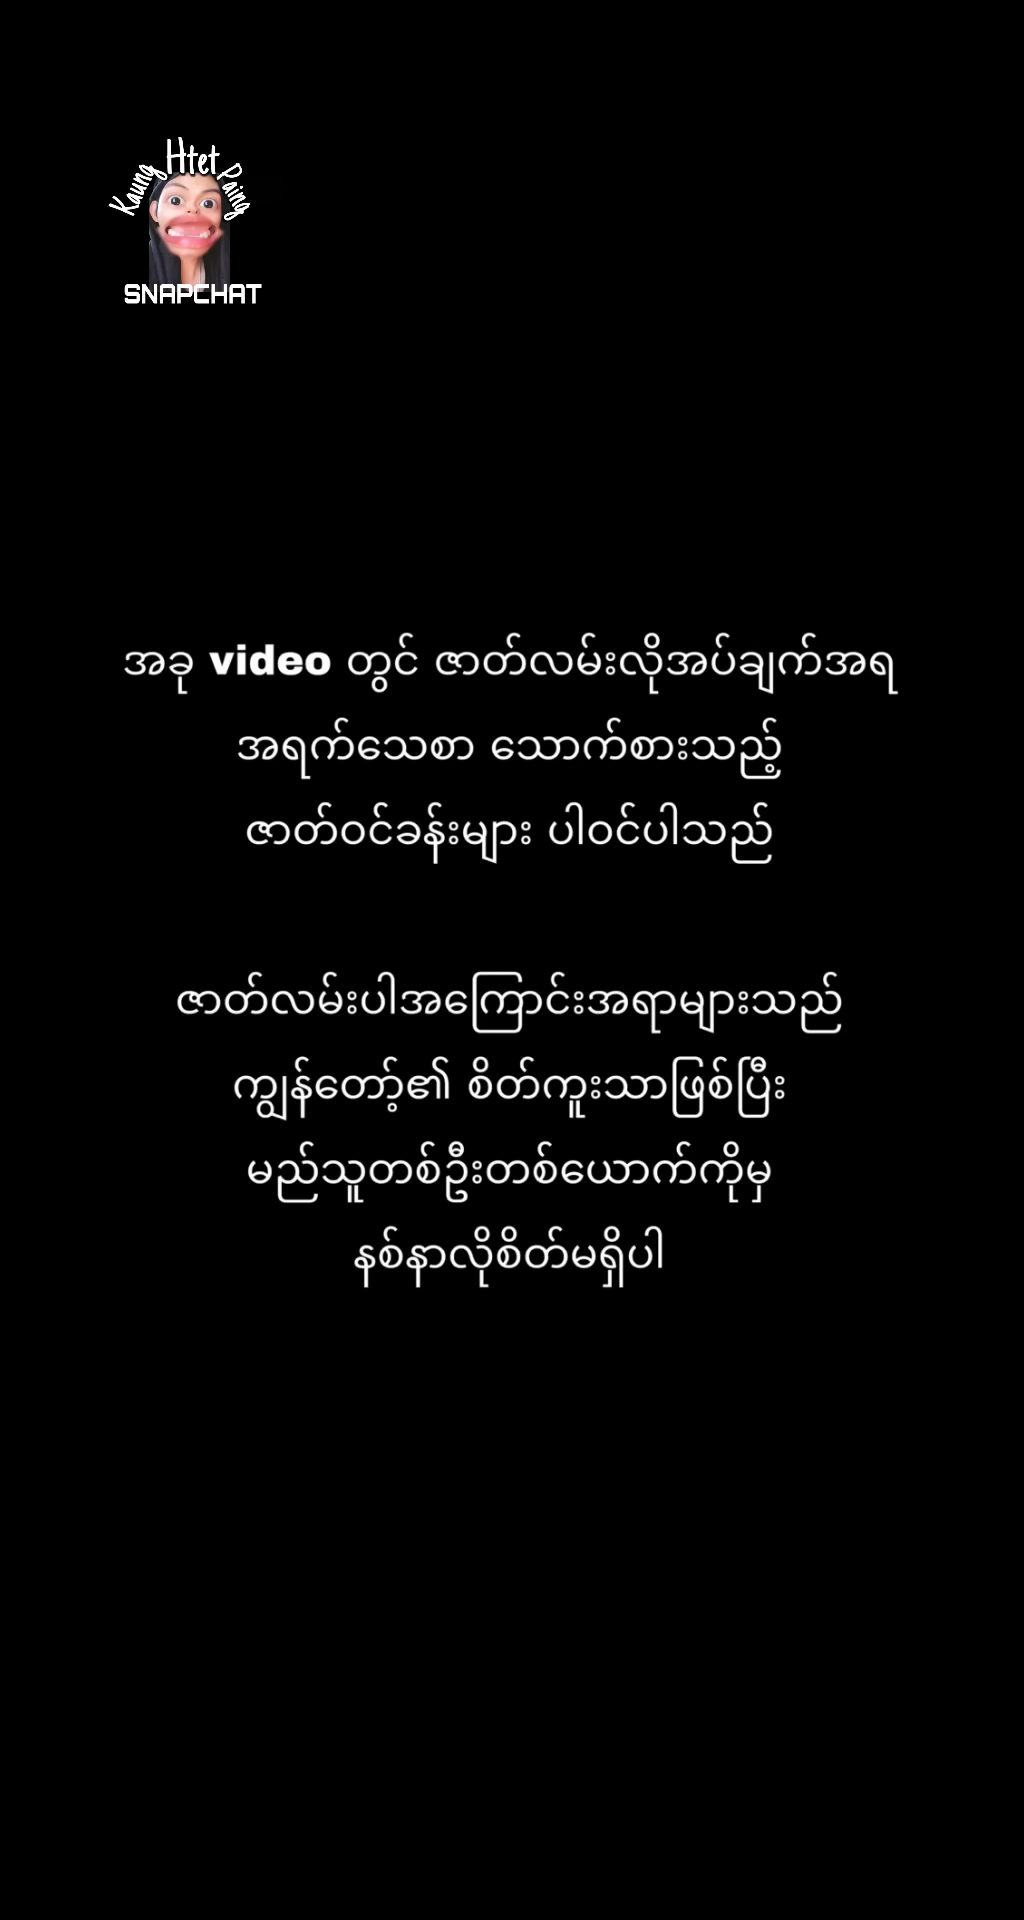 Kaung Htet Paing
SNAPCHAT
အခု video တွင် ဇာတ်လမ်းလိုအပ်ချက်အရ
အရက်သေစာ သောက်စားသည့်
ဇာတ်ဝင်ခန်းများ ပါဝင်ပါသည်
ဇာတ်လမ်းပါအကြောင်းအရာများသည်
ကျွန်တော့်၏ စိတ်ကူးသာဖြစ်ပြီး
မည်သူတစ်ဦးတစ်ယောက်ကိုမှ
နစ်နာလိုစိတ်မရှိပါ